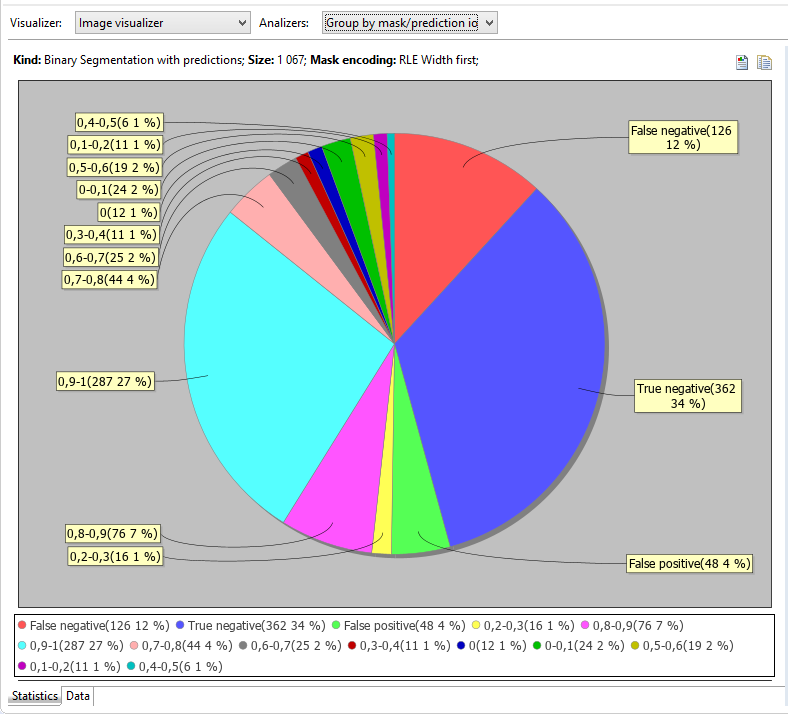 Visualizer: Image visualizer Analizers: Group by mask/prediction io
Kind: Binary Segmentation with predictions; Size: 1 067; Mask encoding: RLE Width first;
0,4-0,5(6 1 %)
0,1-0,2(11 1 %)
0,5-0,6(19 2 %)
0-0,1(24 2 %)
0(12 1 %)
0,3-0,4(11 1 %)
0,6-0,7(25 2 %)
0,7-0,8(44 4 %)
0,9-1(287 27 %)
0,8-0,9(76 7 %)
0,2-0,3(16 1 %)
False negative(126
12 %)
True negative(362
34 %)
False positive(48 4 %)
False negative(126 12 %) True negative(362 34 %) False positive(48 4 %) 0,2-0,3(16 1 %) 0,8-0,9(76 7 %)
0,9-1(287 27 %) 0,7-0,8(44 4 %) 0,6-0,7(25 2 %) 0,3-0,4(11 1 %) 0(12 1 %) 0-0,1(24 2 %) 0,5-0,6(19 2 %)
0,1-0,2(11 1 %) 0,4-0,5(6 1 %)
Statistics Data